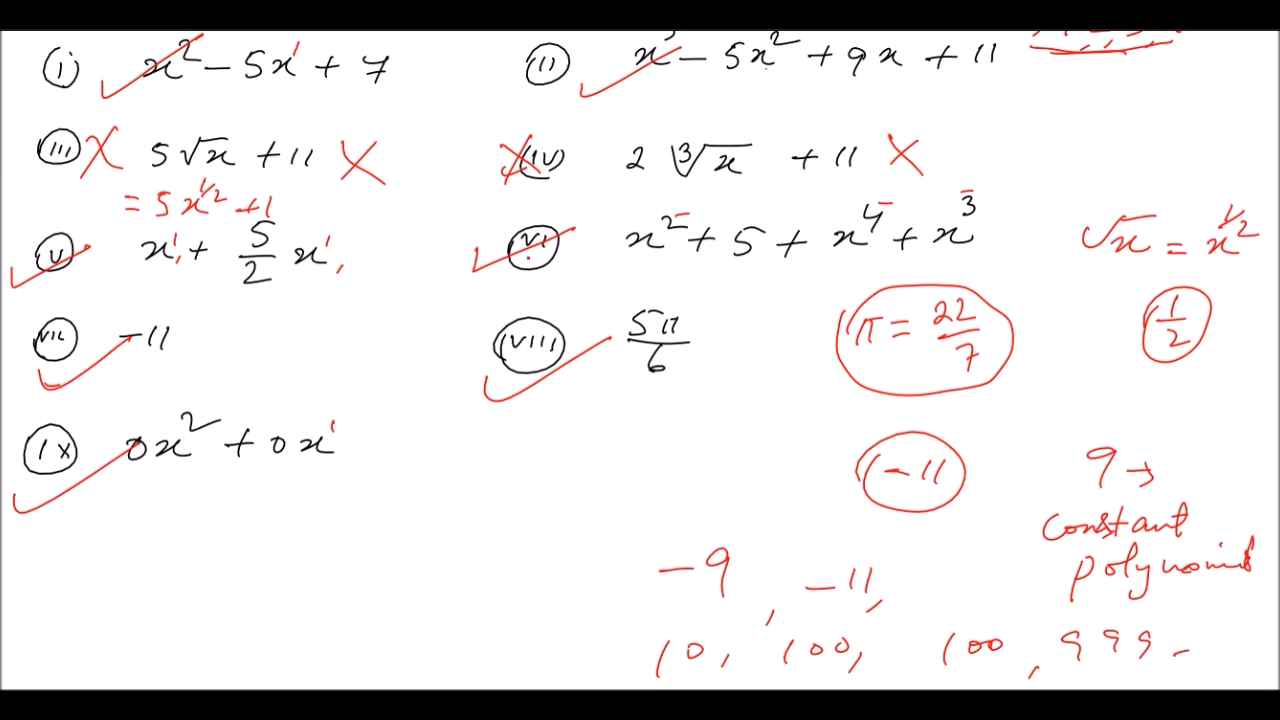 (i) x² - 5x¹ + 7 (ii) x³ - 5x² + 9x + 11
(iii) 5√x + 11 (iv) 2 ∛x + 11
= 5x^1/2 + 1
(v) x¹ + 5/2 x¹ (vi) x² + 5 + x⁴ + x³ √x = x^1/2
(vii) -11 (viii) 5π/6 π = 22/7 1/2
(ix) 0x² + 0x¹ -11 9 →
constant
polynomial
-9, -11,
10, 100, 100, 999 -